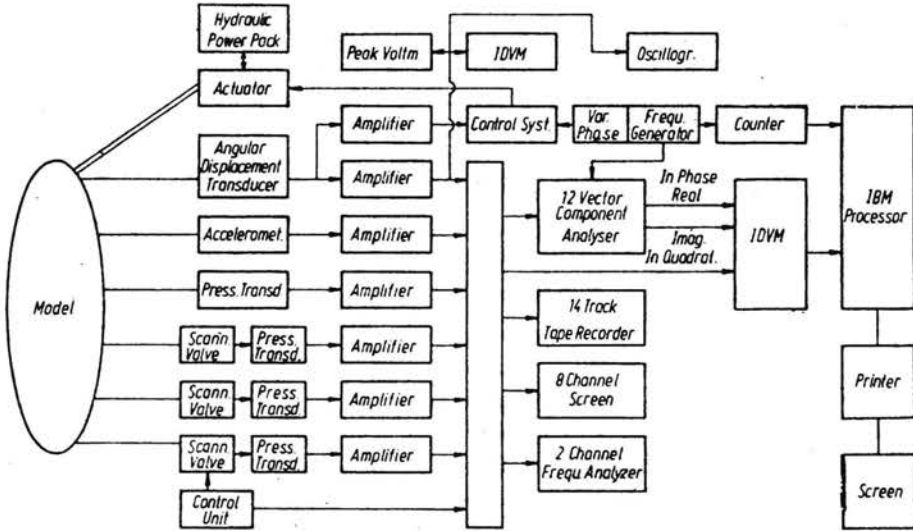 Hydraulic
Power Pack
Peak Voltm
IDVM
Oscillogr.
Actuator
Amplifier
Control Syst.
Var.
Phase
Frequ.
Generator
Counter
Angular
Displacement
Transducer
Amplifier
12 Vector
Component
Analyser
In Phase
Real
Imag.
In Quadrat.
IDVM
IBM
Processor
Acceleromet.
Amplifier
Model
Press. Transd
Amplifier
14 Track
Tape Recorder
Scann.
Valve
Press.
Transd.
Amplifier
Printer
Scann.
Valve
Press.
Transd
Amplifier
8 Channel
Screen
Scann.
Valve
Press.
Transd.
Amplifier
2 Channel
Frequ. Analyzer
Control
Unit
Screen